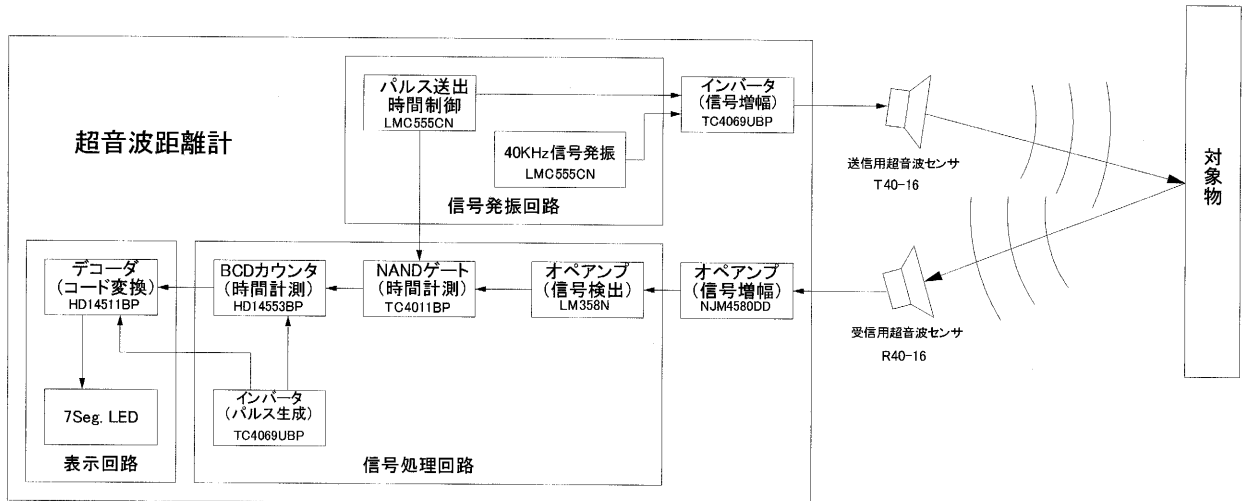 超音波距離計
パルス送出
時間制御
LMC555CN
40KHz信号発振
LMC555CN
信号発振回路
インバータ
(信号増幅)
TC4069UBP
送信用超音波センサ
T40-16
対象物
デコーダ
(コード変換)
HD14511BP
7Seg. LED
表示回路
BCDカウンタ
(時間計測)
HD14553BP
NANDゲート
(時間計測)
TC4011BP
オペアンプ
(信号検出)
LM358N
インバータ
(パルス生成)
TC4069UBP
信号処理回路
オペアンプ
(信号増幅)
NJM4580DD
受信用超音波センサ
R40-16